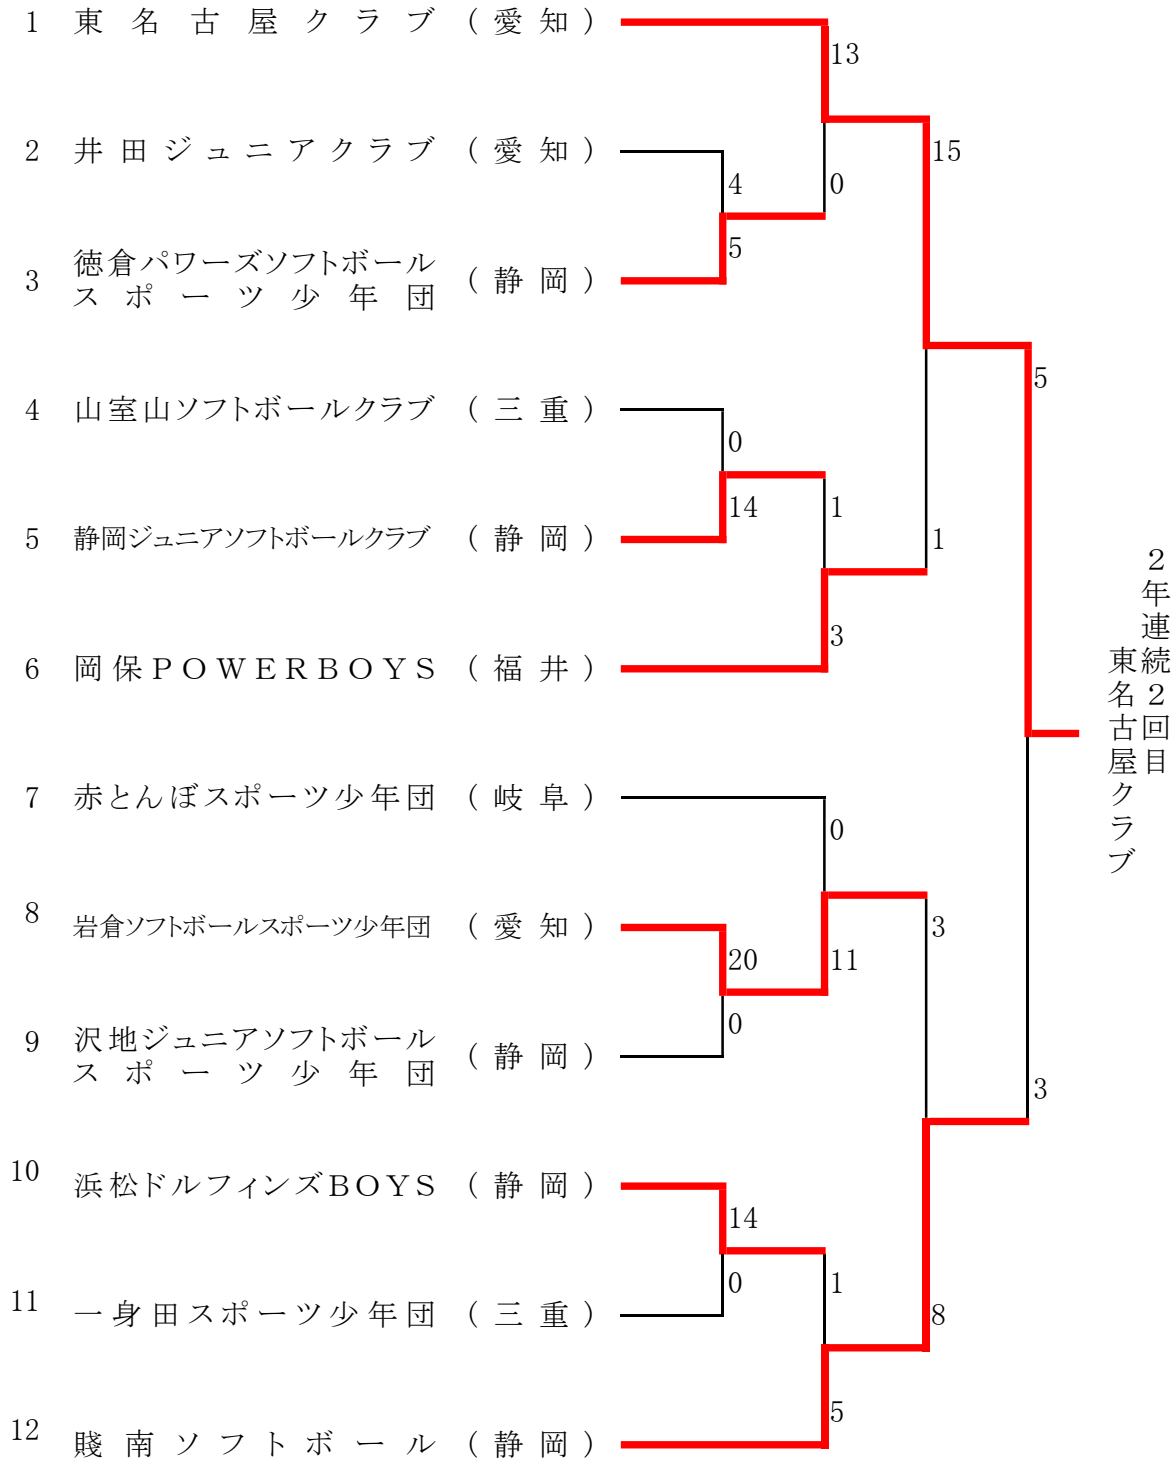 1 東名古屋クラブ (愛知)
13
2 井田ジュニアクラブ (愛知)
15
4
0
5
3 徳倉パワーズソフトボール
スポーツ少年団 (静岡)
5
4 山室山ソフトボールクラブ (三重)
0
14
1
5 静岡ジュニアソフトボールクラブ (静岡)
1
3
6 岡保POWERBOYS (福井)
2年連続2回目
東名古屋クラブ
7 赤とんぼスポーツ少年団 (岐阜)
0
8 岩倉ソフトボールスポーツ少年団 (愛知)
3
20
11
0
9 沢地ジュニアソフトボール
スポーツ少年団 (静岡)
3
10 浜松ドルフィンズBOYS (静岡)
14
0
1
11 一身田スポーツ少年団 (三重)
8
5
12 賤南ソフトボール (静岡)